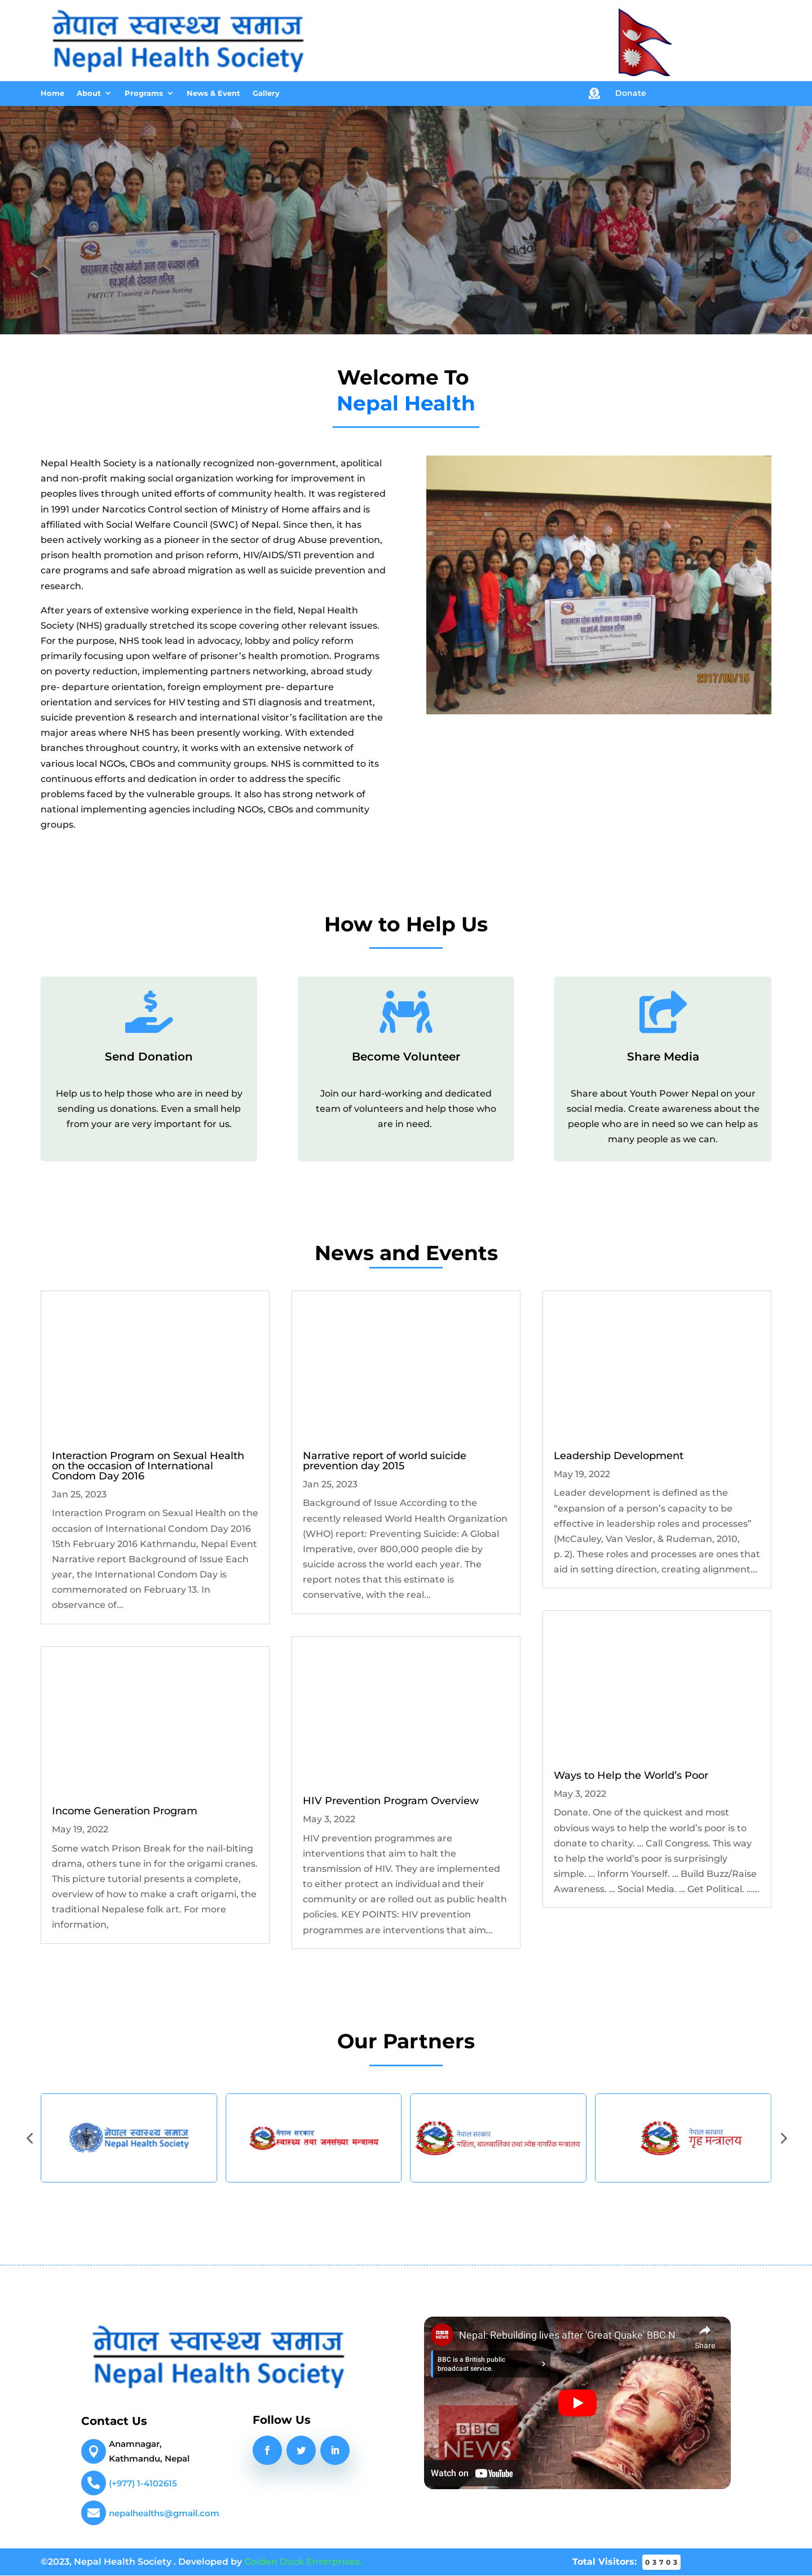 नेपाल स्वास्थ्य समाज
Nepal Health Society
Home About Programs News & Event Gallery Donate
UNODC
PMTCT Training in Prison Setting
adidas
Welcome To
Nepal Health
Nepal Health Society is a nationally recognized non-government, apolitical
and non-profit making social organization working for improvement in
peoples lives through united efforts of community health. It was registered
in 1991 under Narcotics Control section of Ministry of Home affairs and is
affiliated with Social Welfare Council (SWC) of Nepal. Since then, it has
been actively working as a pioneer in the sector of drug Abuse prevention,
prison health promotion and prison reform, HIV/AIDS/STI prevention and
care programs and safe abroad migration as well as suicide prevention and
research.
After years of extensive working experience in the field, Nepal Health
Society (NHS) gradually stretched its scope covering other relevant issues.
For the purpose, NHS took lead in advocacy, lobby and policy reform
primarily focusing upon welfare of prisoner’s health promotion. Programs
on poverty reduction, implementing partners networking, abroad study
pre- departure orientation, foreign employment pre- departure
orientation and services for HIV testing and STI diagnosis and treatment,
suicide prevention & research and international visitor’s facilitation are the
major areas where NHS has been presently working. With extended
branches throughout country, it works with an extensive network of
various local NGOs, CBOs and community groups. NHS is committed to its
continuous efforts and dedication in order to address the specific
problems faced by the vulnerable groups. It also has strong network of
national implementing agencies including NGOs, CBOs and community
groups.
PMTCT Training in Prison Setting
2017/09/15
How to Help Us
Send Donation
Help us to help those who are in need by
sending us donations. Even a small help
from your are very important for us.
Become Volunteer
Join our hard-working and dedicated
team of volunteers and help those who
are in need.
Share Media
Share about Youth Power Nepal on your
social media. Create awareness about the
people who are in need so we can help as
many people as we can.
News and Events
Interaction Program on Sexual Health
on the occasion of International
Condom Day 2016
Jan 25, 2023
Interaction Program on Sexual Health on the
occasion of International Condom Day 2016
15th February 2016 Kathmandu, Nepal Event
Narrative report Background of Issue Each
year, the International Condom Day is
commemorated on February 13. In
observance of...
Narrative report of world suicide
prevention day 2015
Jan 25, 2023
Background of Issue According to the
recently released World Health Organization
(WHO) report: Preventing Suicide: A Global
Imperative, over 800,000 people die by
suicide across the world each year. The
report notes that this estimate is
conservative, with the real...
Leadership Development
May 19, 2022
Leader development is defined as the
“expansion of a person’s capacity to be
effective in leadership roles and processes”
(McCauley, Van Veslor, & Rudeman, 2010,
p. 2). These roles and processes are ones that
aid in setting direction, creating alignment...
Income Generation Program
May 19, 2022
Some watch Prison Break for the nail-biting
drama, others tune in for the origami cranes.
This picture tutorial presents a complete,
overview of how to make a craft origami, the
traditional Nepalese folk art. For more
information,
HIV Prevention Program Overview
May 3, 2022
HIV prevention programmes are
interventions that aim to halt the
transmission of HIV. They are implemented
to either protect an individual and their
community or are rolled out as public health
policies. KEY POINTS: HIV prevention
programmes are interventions that aim...
Ways to Help the World’s Poor
May 3, 2022
Donate. One of the quickest and most
obvious ways to help the world’s poor is to
donate to charity. ... Call Congress. This way
to help the world’s poor is surprisingly
simple. ... Inform Yourself. ... Build Buzz/Raise
Awareness. ... Social Media. ... Get Political. ......
Our Partners
नेपाल स्वास्थ्य समाज
Nepal Health Society
नेपाल सरकार
स्वास्थ्य तथा जनसंख्या मन्त्रालय
नेपाल सरकार
महिला, बालबालिका तथा ज्येष्ठ नागरिक मन्त्रालय
नेपाल सरकार
गृह मन्त्रालय
नेपाल स्वास्थ्य समाज
Nepal Health Society
Contact Us
Anamnagar,
Kathmandu, Nepal
(+977) 1-4102615
nepalhealths@gmail.com
Follow Us
BBC NEWS
Nepal: Rebuilding lives after 'Great Quake' BBC N...
Share
BBC is a British public
broadcast service.
BBC
NEWS
Watch on YouTube
©2023, Nepal Health Society . Developed by Golden Duck Enterprises.
Total Visitors: 0 3 7 0 3